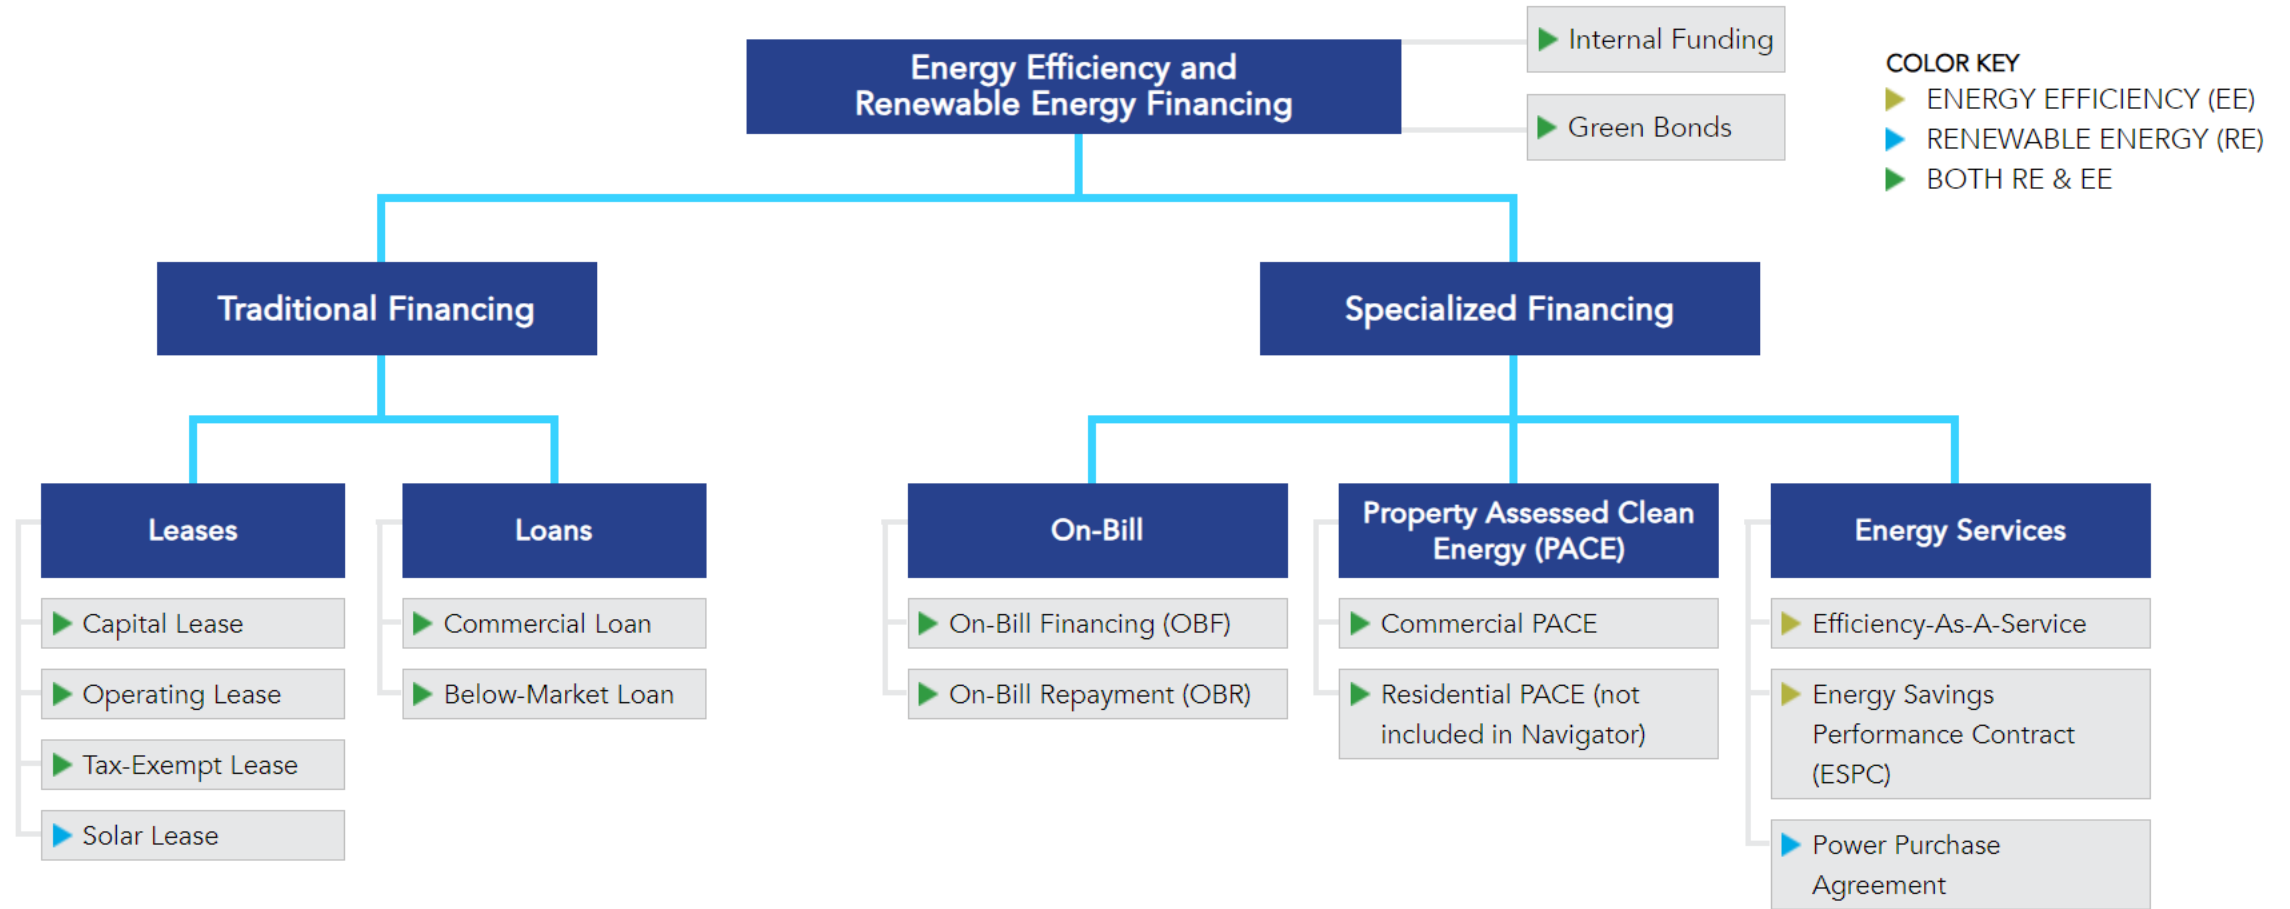 Energy Efficiency and
Renewable Energy Financing
Internal Funding
Green Bonds
COLOR KEY
ENERGY EFFICIENCY (EE)
RENEWABLE ENERGY (RE)
BOTH RE & EE
Traditional Financing
Specialized Financing
Leases
Capital Lease
Operating Lease
Tax-Exempt Lease
Solar Lease
Loans
Commercial Loan
Below-Market Loan
On-Bill
On-Bill Financing (OBF)
On-Bill Repayment (OBR)
Property Assessed Clean
Energy (PACE)
Commercial PACE
Residential PACE (not
included in Navigator)
Energy Services
Efficiency-As-A-Service
Energy Savings
Performance Contract
(ESPC)
Power Purchase
Agreement